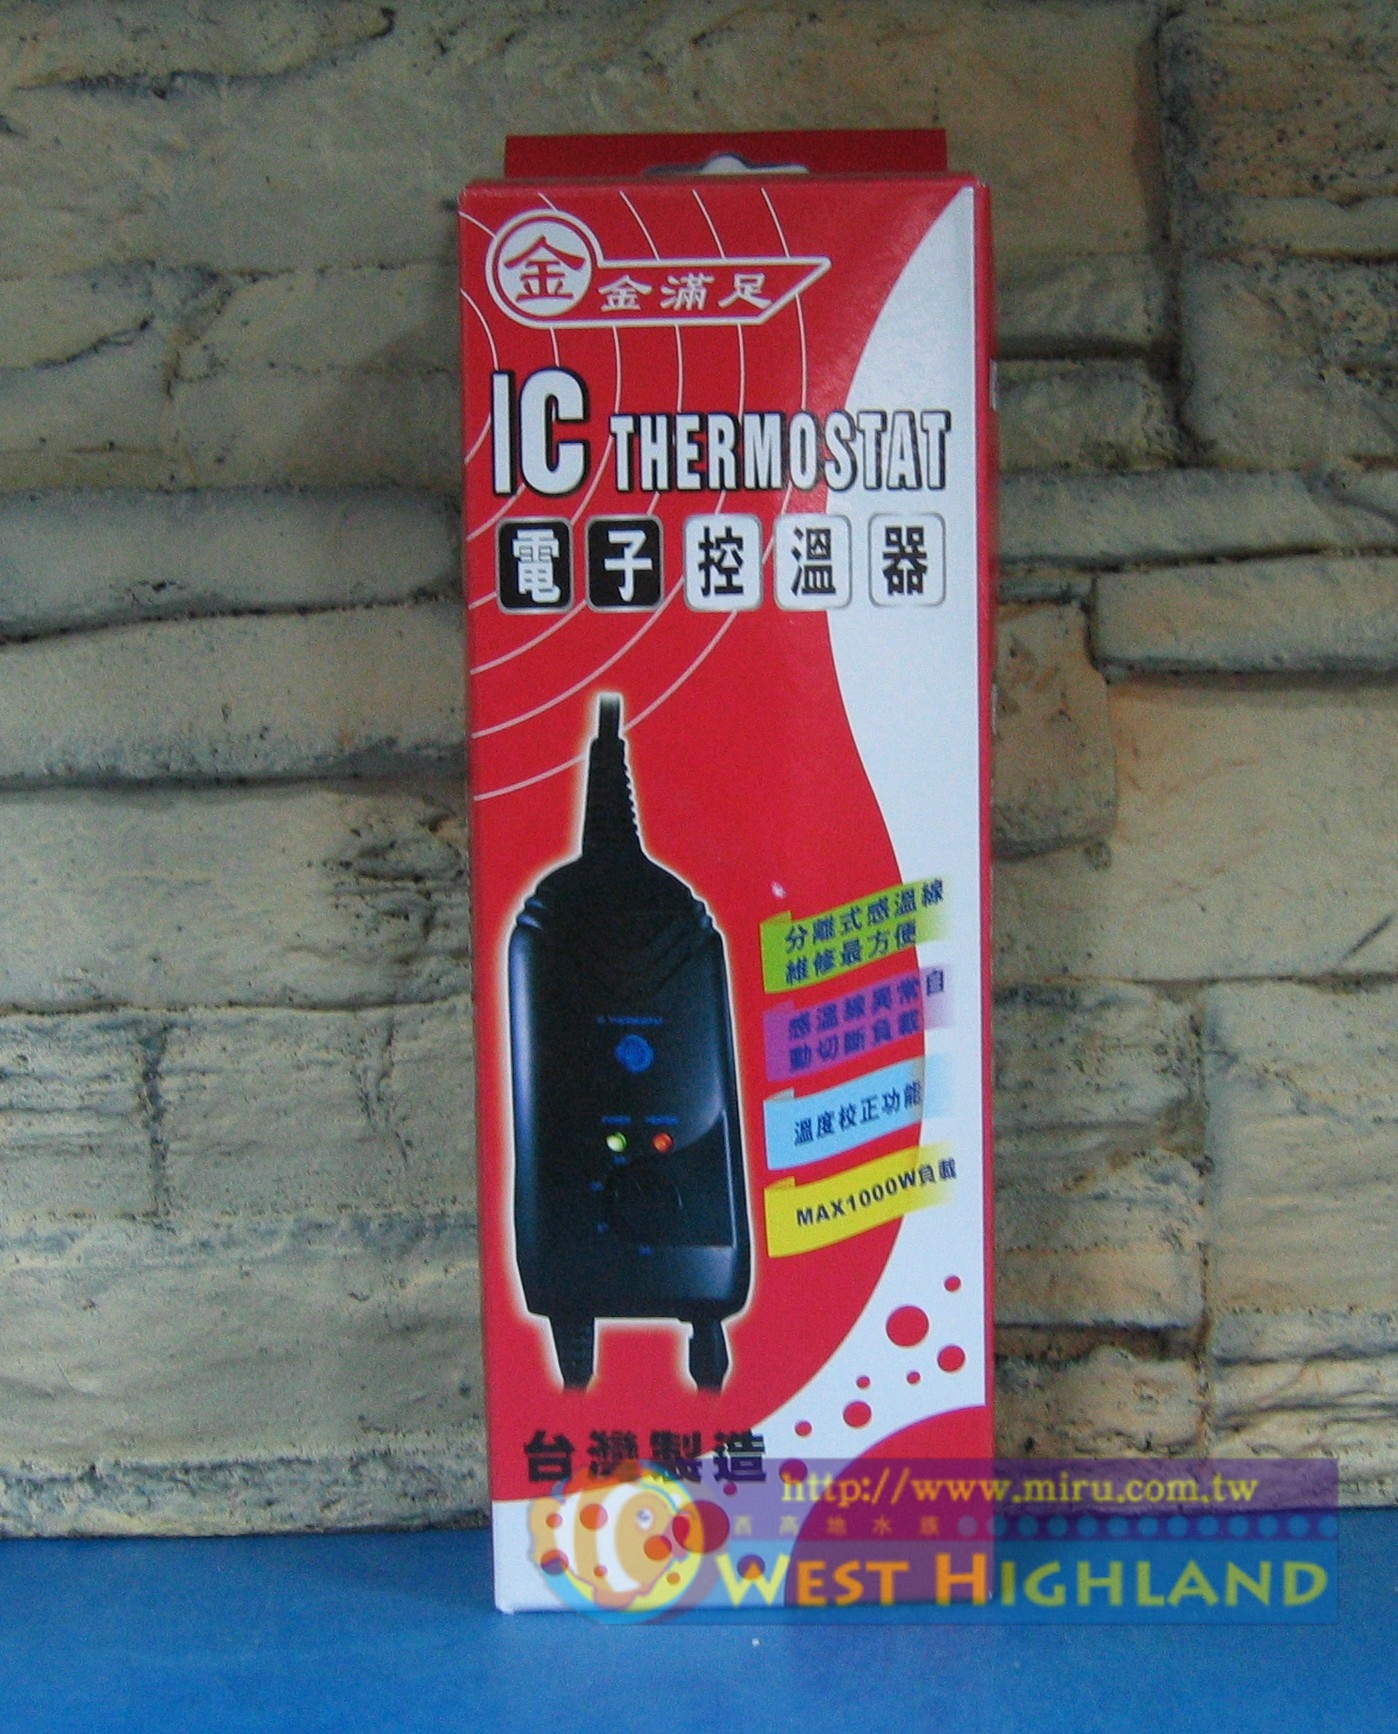 金
金滿足
IC THERMOSTAT
電子控溫器
分離式感溫線
維修最方便
感溫線異常自
動切斷負載
溫度校正功能
MAX1000W負載
台灣製造
http://www.miru.com.tw
西高地水族
WEST HIGHLAND